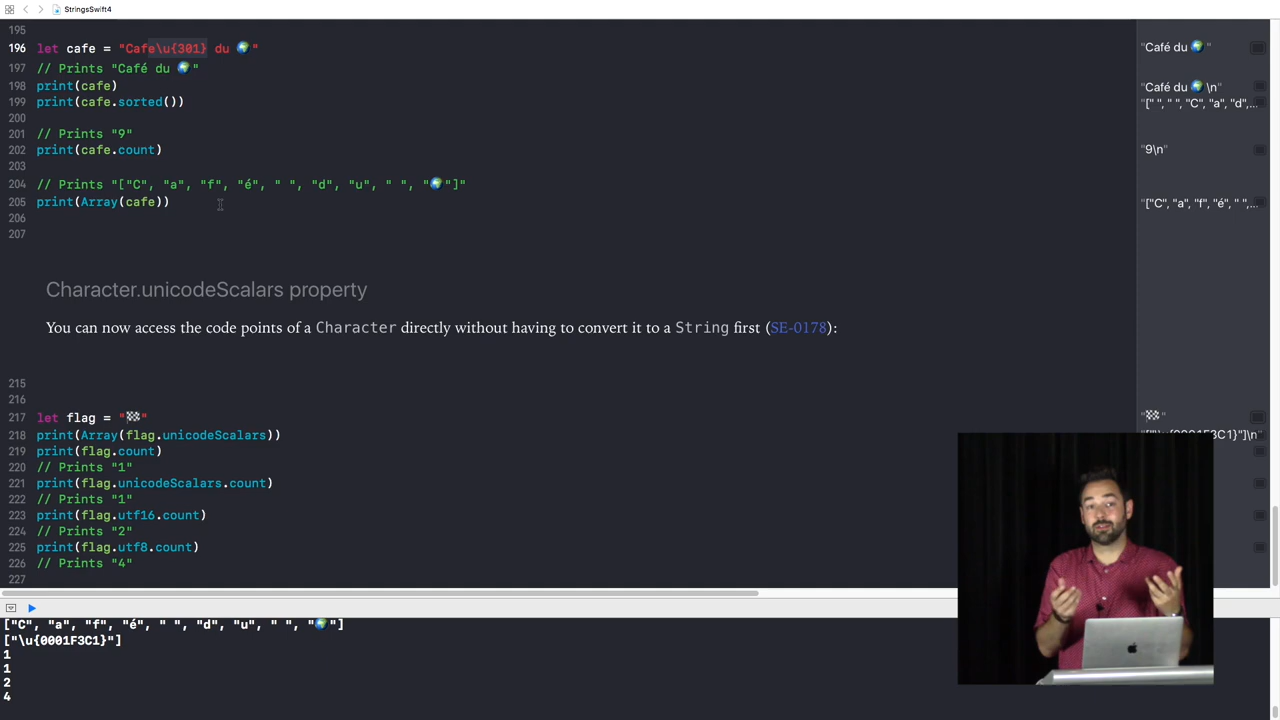 StringsSwift4
195
196 let cafe = "Cafe\u{301} du 🌍"
197 // Prints "Café du 🌍"
198 print(cafe)
199 print(cafe.sorted())
200
201 // Prints "9"
202 print(cafe.count)
203
204 // Prints "["C", "a", "f", "é", " ", "d", "u", " ", "🌍"]"
205 print(Array(cafe))
206
207
"Café du 🌍"
"Café du 🌍 \n"
[" ", " ", "C", "a", "d",...
"9\n"
["C", "a", "f", "é", " ",...
Character.unicodeScalars property
You can now access the code points of a Character directly without having to convert it to a String first (SE-0178):
215
216
217 let flag = "🏁"
218 print(Array(flag.unicodeScalars))
219 print(flag.count)
220 // Prints "1"
221 print(flag.unicodeScalars.count)
222 // Prints "1"
223 print(flag.utf16.count)
224 // Prints "2"
225 print(flag.utf8.count)
226 // Prints "4"
227
"🏁"
["\u{0001F3C1}"]\n
["C", "a", "f", "é", " ", "d", "u", " ", "🌍"]
["\u{0001F3C1}"]
1
1
2
4